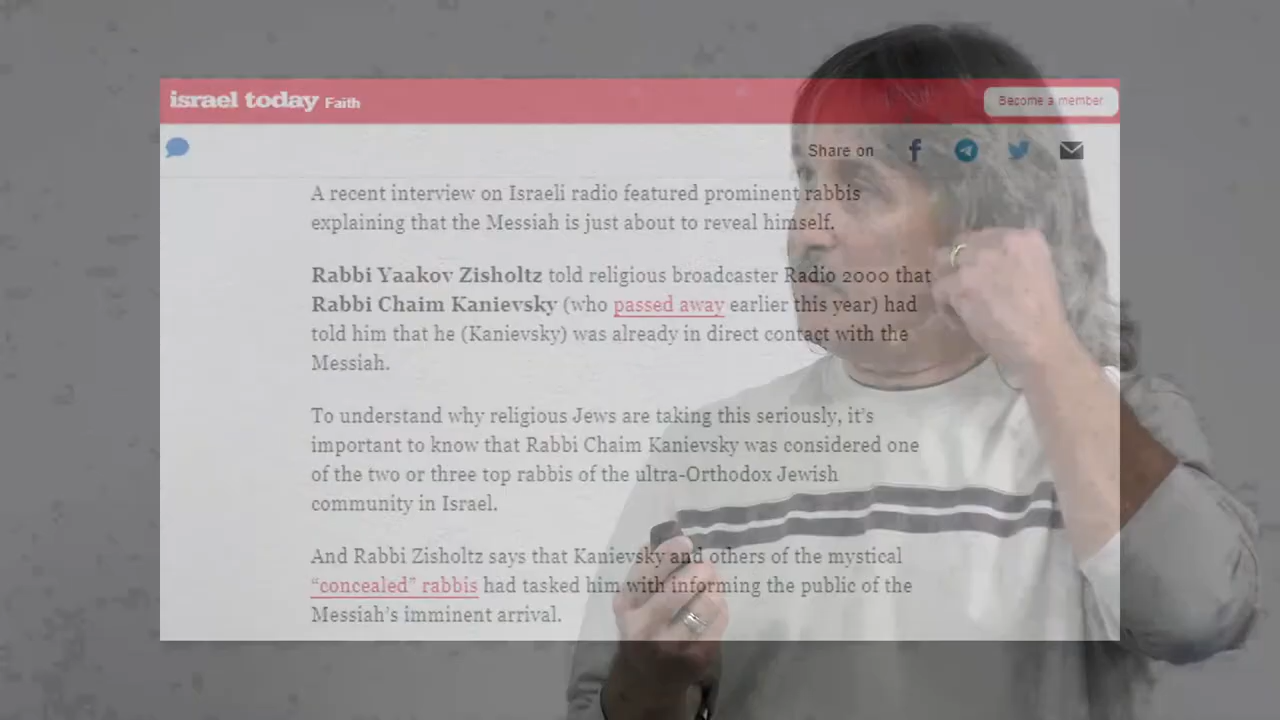 israel today Faith
Become a member
Share on
A recent interview on Israeli radio featured prominent rabbis
explaining that the Messiah is just about to reveal himself.
Rabbi Yaakov Zisholtz told religious broadcaster Radio 2000 that
Rabbi Chaim Kanievsky (who passed away earlier this year) had
told him that he (Kanievsky) was already in direct contact with the
Messiah.
To understand why religious Jews are taking this seriously, it's
important to know that Rabbi Chaim Kanievsky was considered one
of the two or three top rabbis of the ultra-Orthodox Jewish
community in Israel.
And Rabbi Zisholtz says that Kanievsky and others of the mystical
“concealed” rabbis had tasked him with informing the public of the
Messiah's imminent arrival.